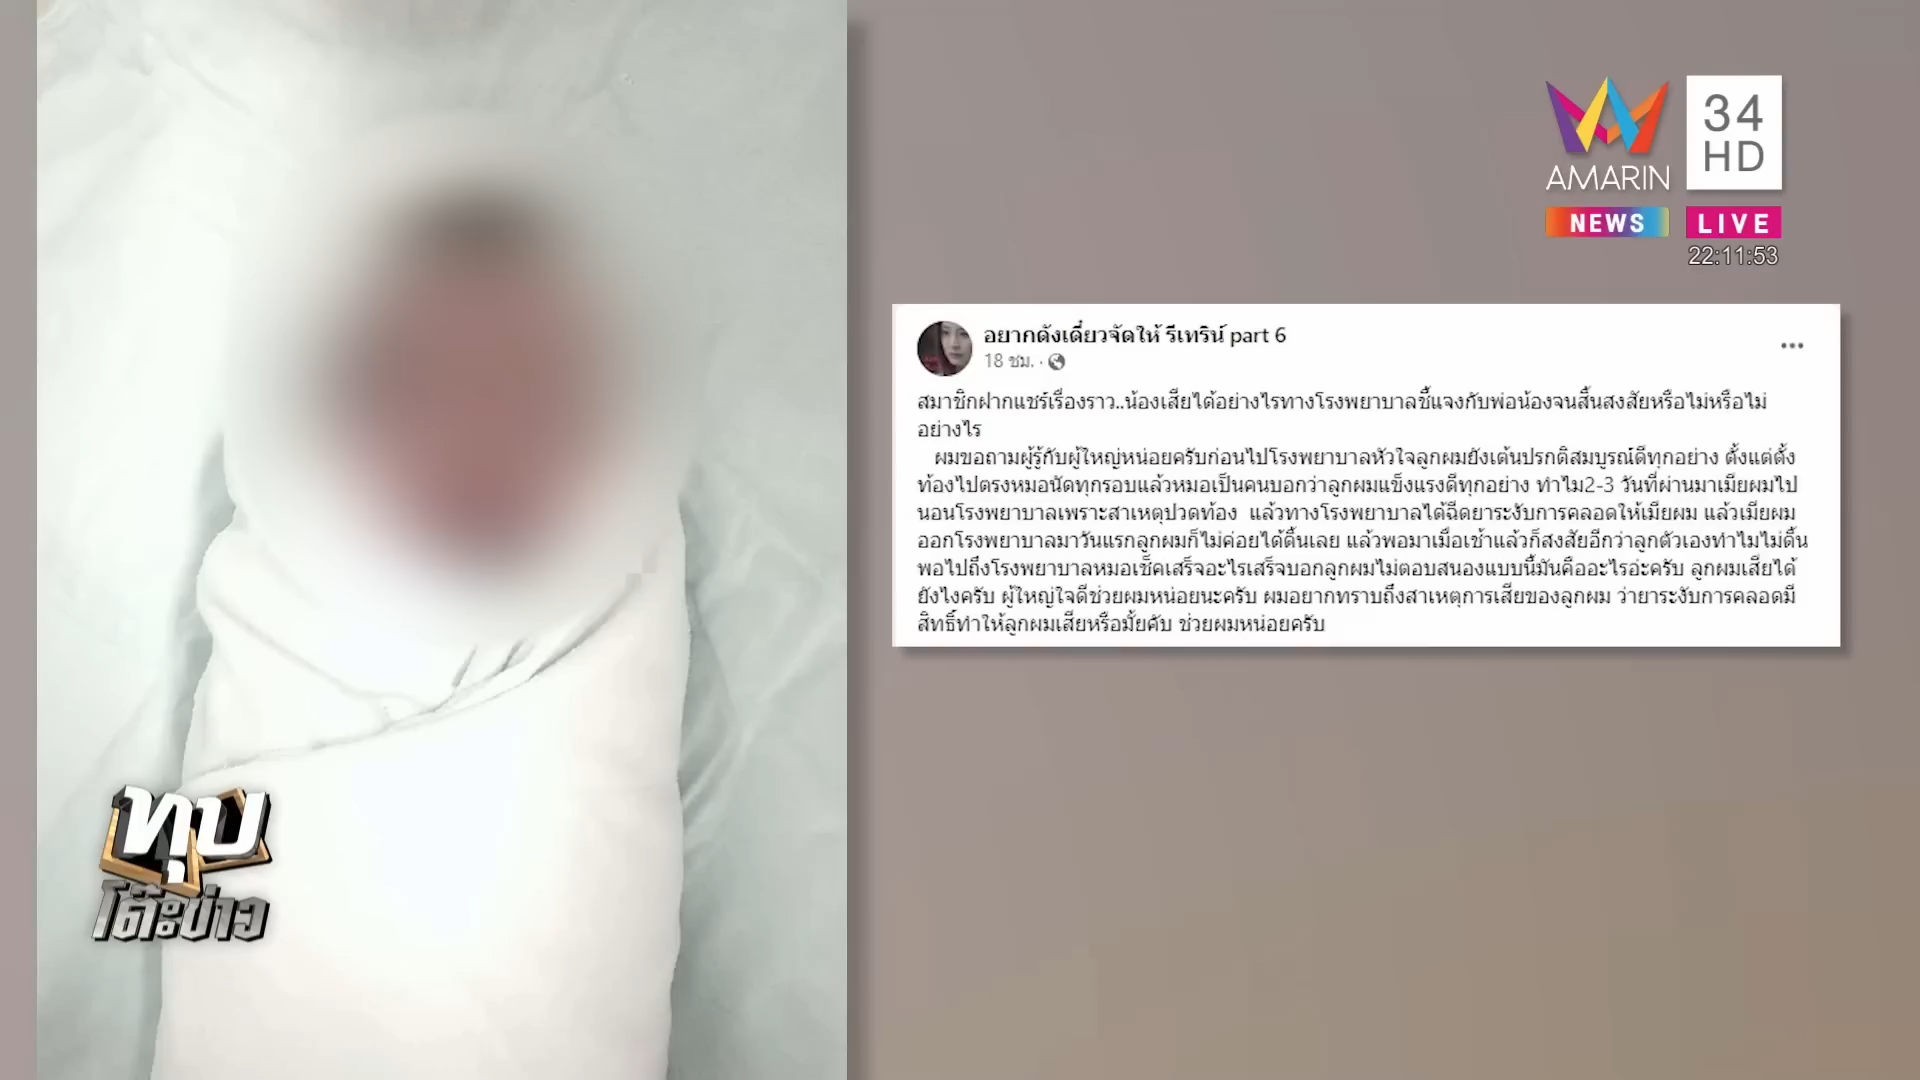 AMARIN
34
HD
NEWS
LIVE
22:11:53
อยากดังเดี๋ยวจัดให้ รีเทริน์ part 6
18 ชม. ·
สมาชิกฝากแชร์เรื่องราว..น้องเสียได้อย่างไรทางโรงพยาบาลชี้แจงกับพ่อน้องจนสิ้นสงสัยหรือไม่หรือไม่
อย่างไร
ผมขอถามผู้รู้กับผู้ใหญ่หน่อยครับก่อนไปโรงพยาบาลหัวใจลูกผมยังเต้นปรกติสมบูรณ์ดีทุกอย่าง ตั้งแต่ตั้ง
ท้องไปตรงหมอนัดทุกรอบแล้วหมอเป็นคนบอกว่าลูกผมแข็งแรงดีทุกอย่าง ทำไม2-3 วันที่ผ่านมาเมียผมไป
นอนโรงพยาบาลเพราะสาเหตุปวดท้อง แล้วทางโรงพยาบาลได้ฉีดยาระงับการคลอดให้เมียผม แล้วเมียผม
ออกโรงพยาบาลมาวันแรกลูกผมก็ไม่ค่อยได้ดิ้นเลย แล้วพอมาเมื่อเช้าแล้วก็สงสัยอีกว่าลูกตัวเองทำไมไม่ดิ้น
พอไปถึงโรงพยาบาลหมอเช็คเสร็จอะไรเสร็จบอกลูกผมไม่ตอบสนองแบบนี้มันคืออะไรอ่ะครับ ลูกผมเสียได้
ยังไงครับ ผู้ใหญ่ใจดีช่วยผมหน่อยนะครับ ผมอยากทราบถึงสาเหตุการเสียของลูกผม ว่ายาระงับการคลอดมี
สิทธิ์ทำให้ลูกผมเสียหรือมั้ยคับ ช่วยผมหน่อยครับ
ทุบ
โต๊ะข่าว